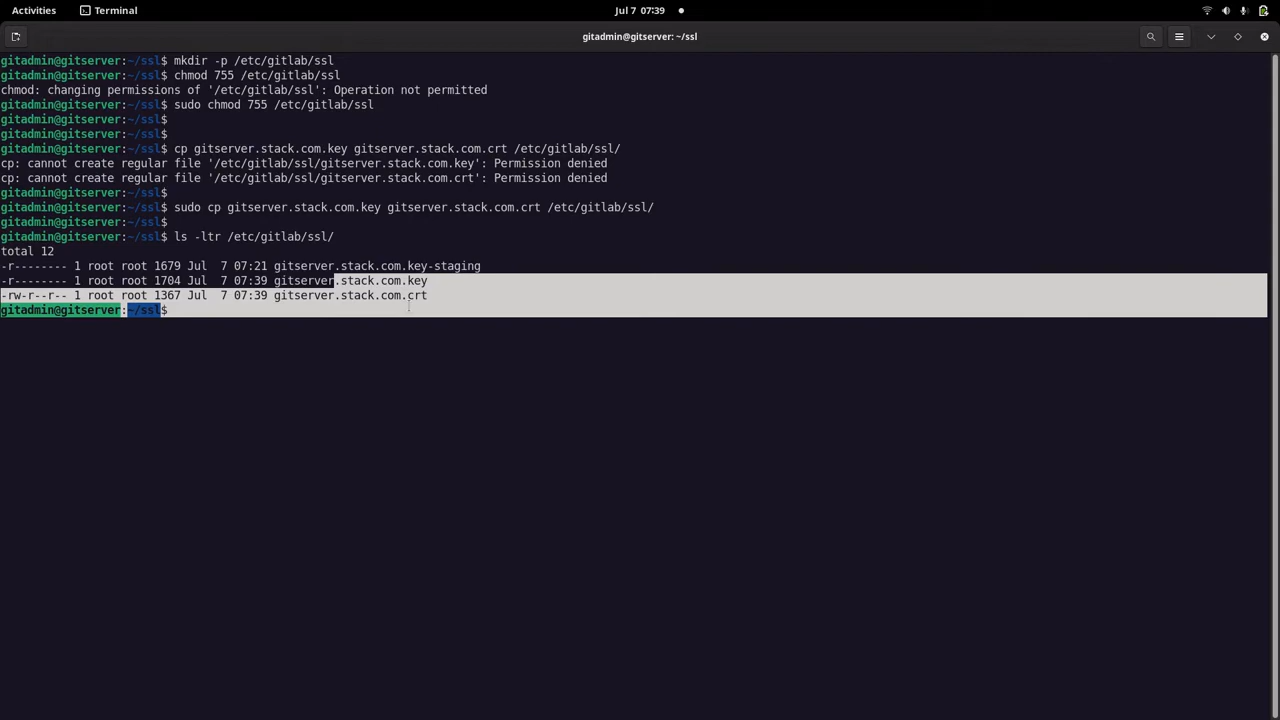 Activities
Terminal
Jul 7 07:39
gitadmin@gitserver: ~/ssl
gitadmin@gitserver:~/ssl$ mkdir -p /etc/gitlab/ssl
gitadmin@gitserver:~/ssl$ chmod 755 /etc/gitlab/ssl
chmod: changing permissions of '/etc/gitlab/ssl': Operation not permitted
gitadmin@gitserver:~/ssl$ sudo chmod 755 /etc/gitlab/ssl
gitadmin@gitserver:~/ssl$
gitadmin@gitserver:~/ssl$
gitadmin@gitserver:~/ssl$ cp gitserver.stack.com.key gitserver.stack.com.crt /etc/gitlab/ssl/
cp: cannot create regular file '/etc/gitlab/ssl/gitserver.stack.com.key': Permission denied
cp: cannot create regular file '/etc/gitlab/ssl/gitserver.stack.com.crt': Permission denied
gitadmin@gitserver:~/ssl$
gitadmin@gitserver:~/ssl$ sudo cp gitserver.stack.com.key gitserver.stack.com.crt /etc/gitlab/ssl/
gitadmin@gitserver:~/ssl$
gitadmin@gitserver:~/ssl$ ls -ltr /etc/gitlab/ssl/
total 12
-r-------- 1 root root 1679 Jul  7 07:21 gitserver.stack.com.key-staging
-r-------- 1 root root 1704 Jul  7 07:39 gitserver.stack.com.key
-rw-r--r-- 1 root root 1367 Jul  7 07:39 gitserver.stack.com.crt
gitadmin@gitserver:~/ssl$